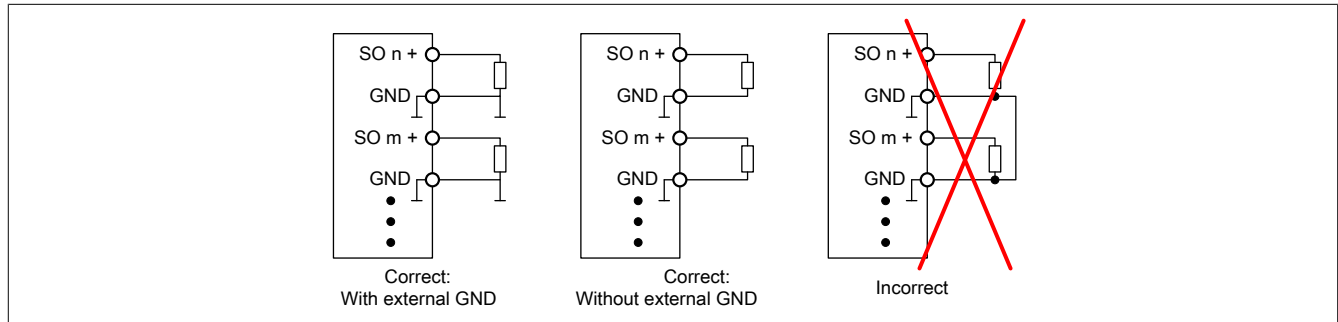 SO n +
GND
SO m +
GND
Correct:
With external GND
SO n +
GND
SO m +
GND
Correct:
Without external GND
SO n +
GND
SO m +
GND
Incorrect